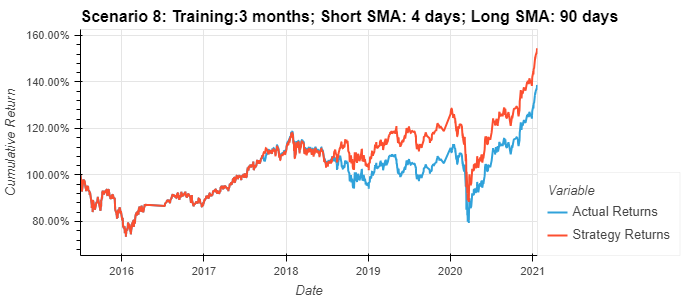 Scenario 8: Training:3 months; Short SMA: 4 days; Long SMA: 90 days
Cumulative Return
160.00%
140.00%
120.00%
100.00%
80.00%
2016 2017 2018 2019 2020 2021
Date
Variable
Actual Returns
Strategy Returns